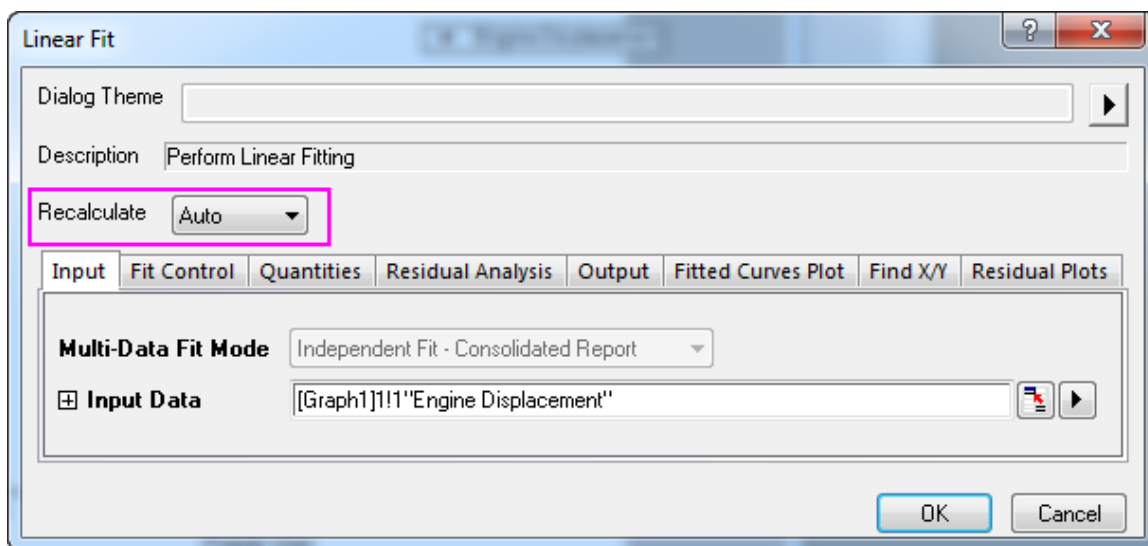 Linear Fit
Dialog Theme
Description Perform Linear Fitting
Recalculate Auto
Input Fit Control Quantities Residual Analysis Output Fitted Curves Plot Find X/Y Residual Plots
Multi-Data Fit Mode Independent Fit - Consolidated Report
Input Data [Graph1]1!1"Engine Displacement"
OK Cancel